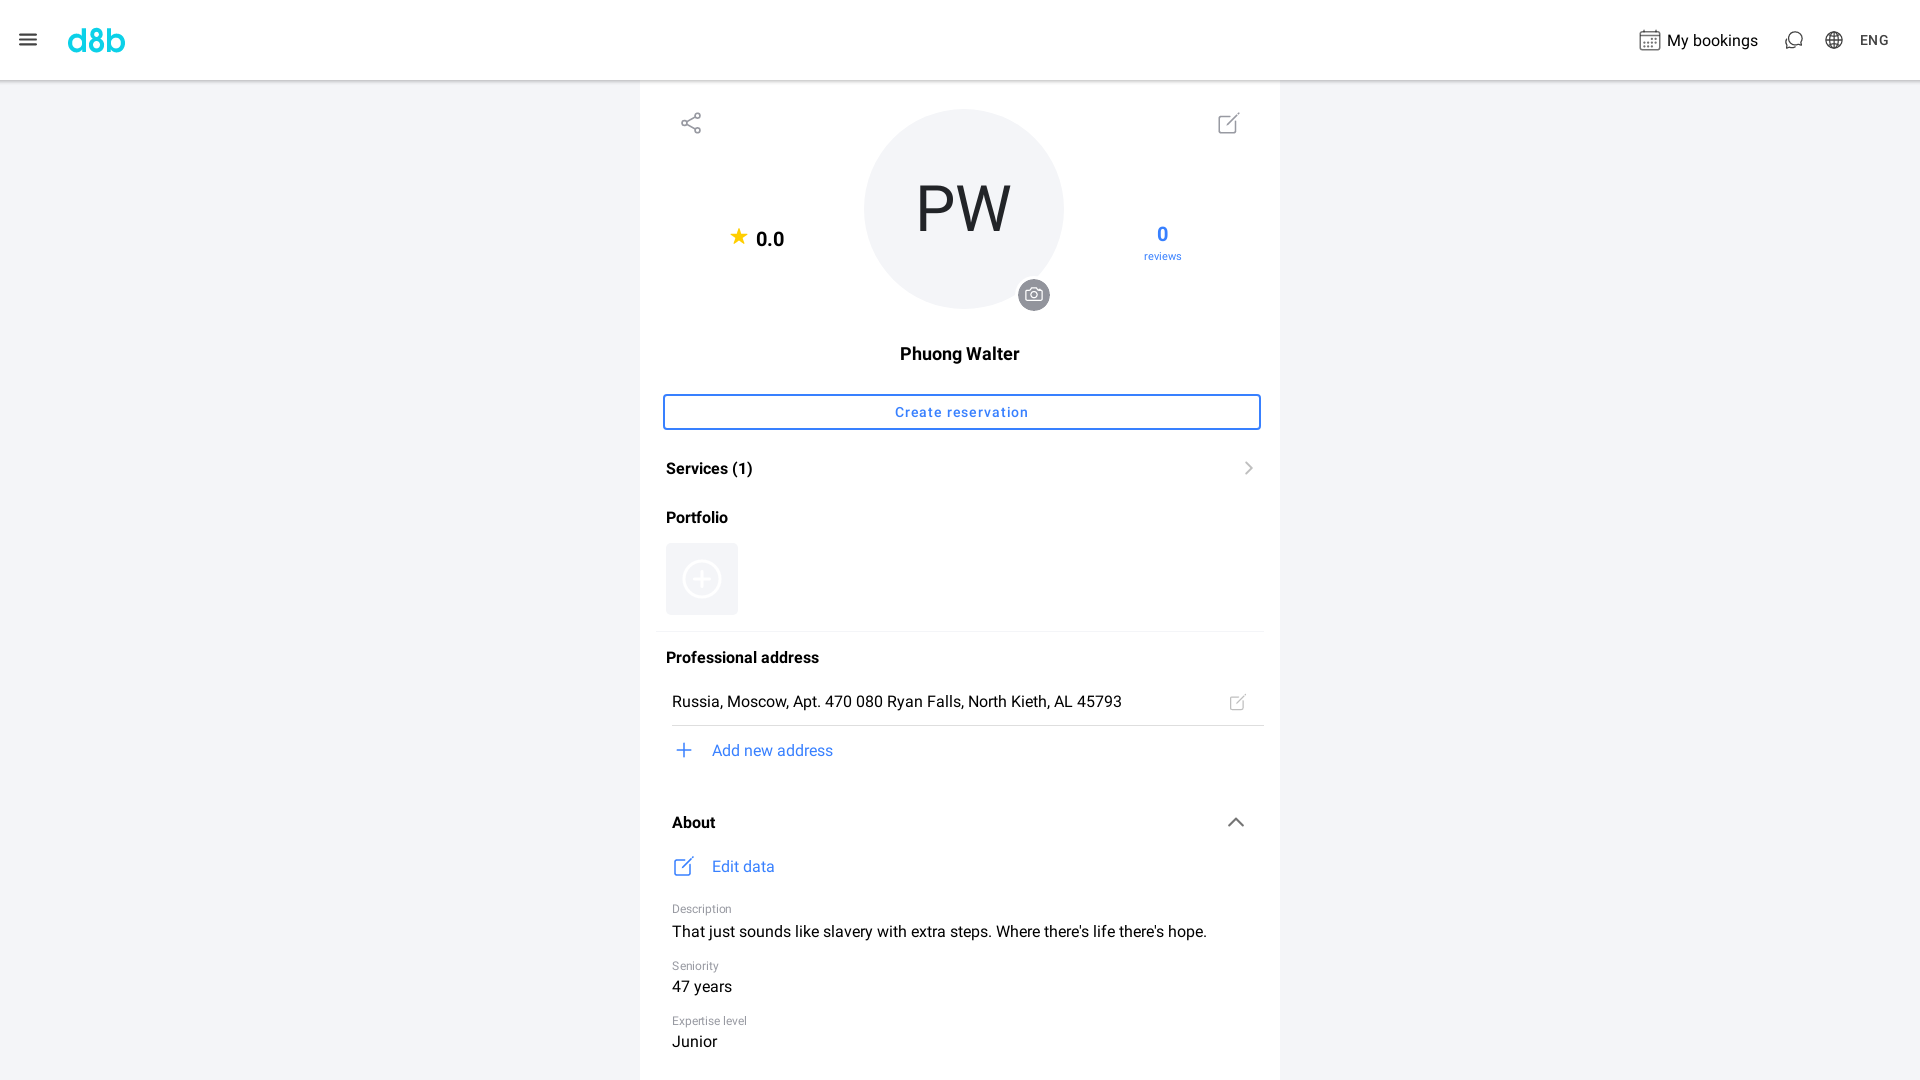 d8b
My bookings
ENG
PW
0.0
0
reviews
Phuong Walter
Create reservation
Services (1)
Portfolio
Professional address
Russia, Moscow, Apt. 470 080 Ryan Falls, North Kieth, AL 45793
Add new address
About
Edit data
Description
That just sounds like slavery with extra steps. Where there's life there's hope.
Seniority
47 years
Expertise level
Junior